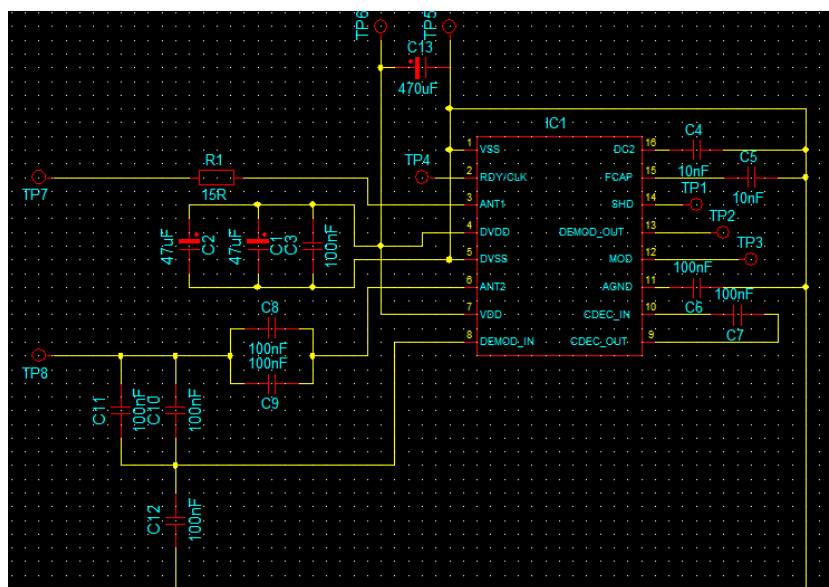 TP6
TP5
C13
470uF
IC1
1
VSS
DC2
16
C4
10nF
TP4
2
RDY/CLK
FCAP
15
C5
10nF
R1
15R
TP7
3
ANT1
SHD
14
TP1
4
DVDD
DEMOD_OUT
13
TP2
47uF
C2
47uF
C1
C3
100nF
5
DVSS
MOD
12
TP3
6
ANT2
AGND
11
100nF
C6
7
VDD
CDEC_IN
10
100nF
C7
8
DEMOD_IN
CDEC_OUT
9
C8
100nF
100nF
C9
TP8
C11
100nF
C10
100nF
C12
100nF